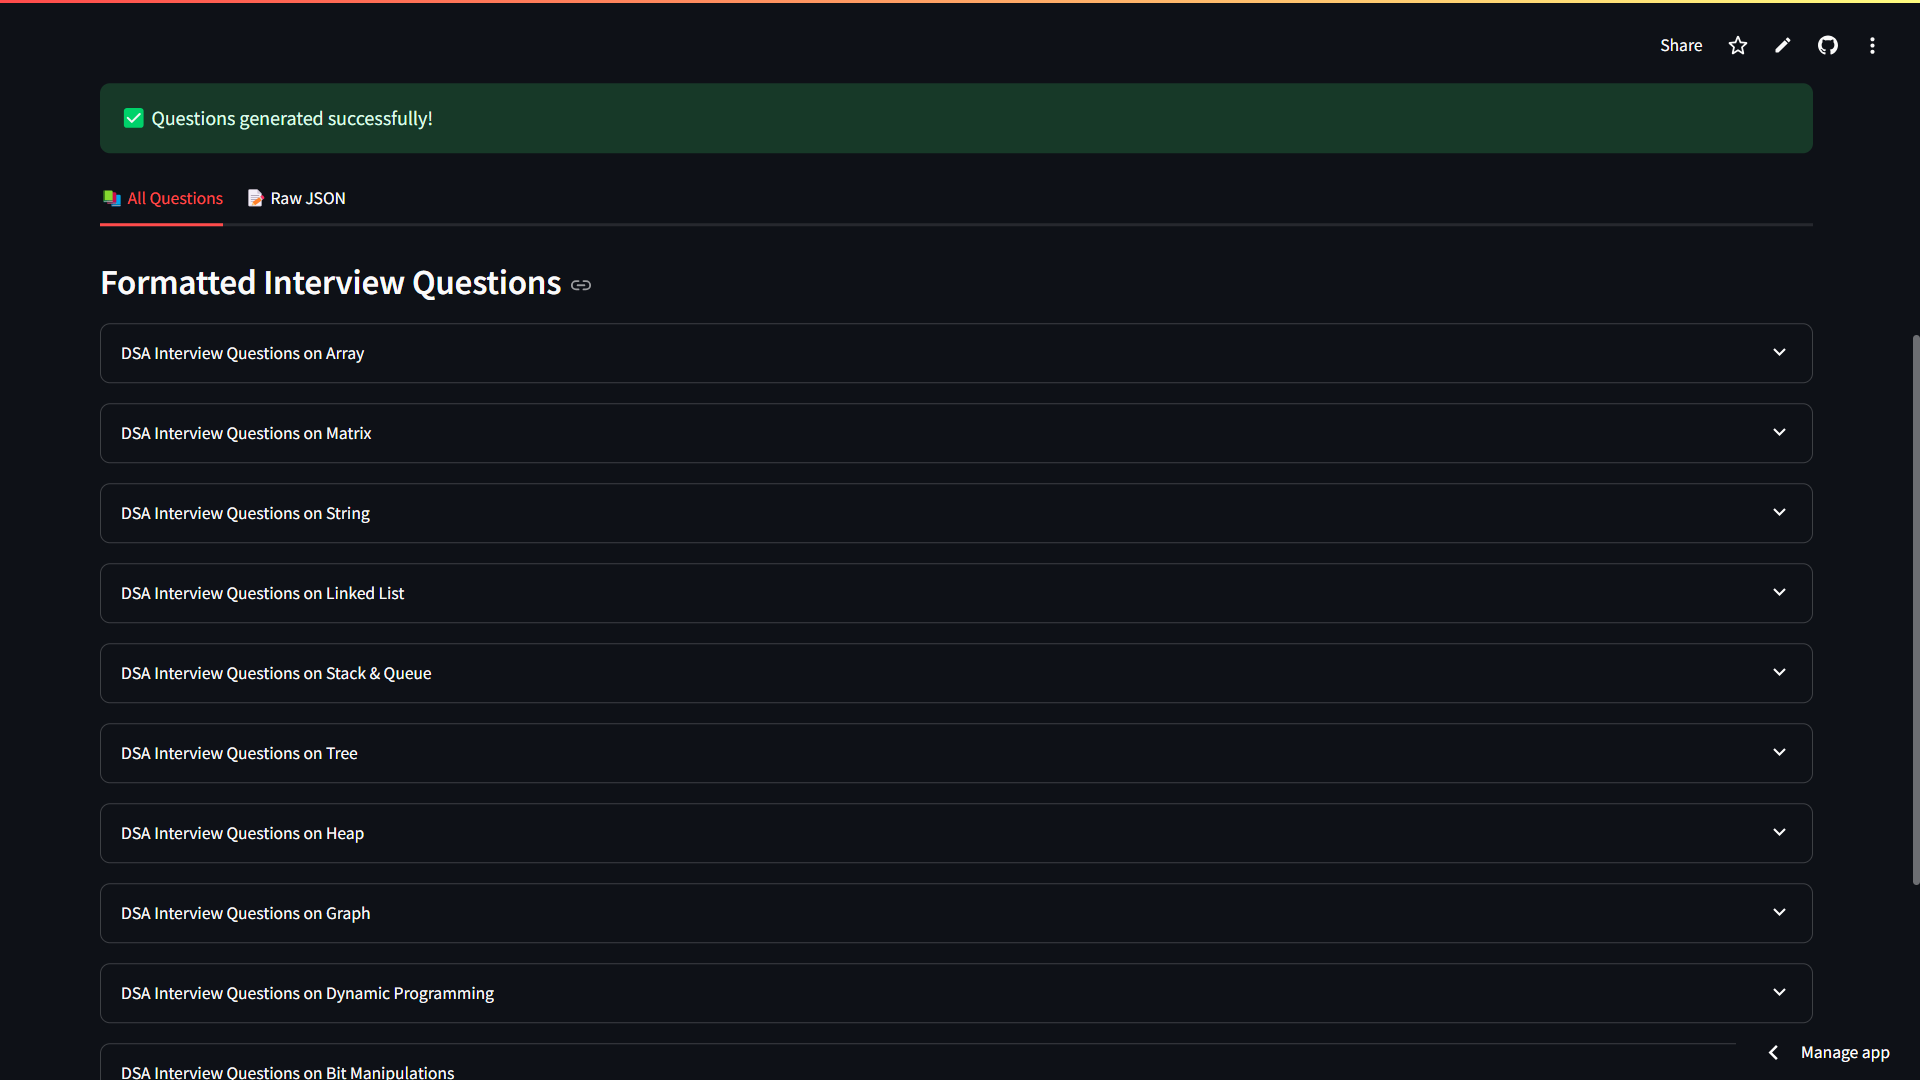 Share
✅ Questions generated successfully!
📚 All Questions
📝 Raw JSON
Formatted Interview Questions
DSA Interview Questions on Array
DSA Interview Questions on Matrix
DSA Interview Questions on String
DSA Interview Questions on Linked List
DSA Interview Questions on Stack & Queue
DSA Interview Questions on Tree
DSA Interview Questions on Heap
DSA Interview Questions on Graph
DSA Interview Questions on Dynamic Programming
DSA Interview Questions on Bit Manipulations
Manage app